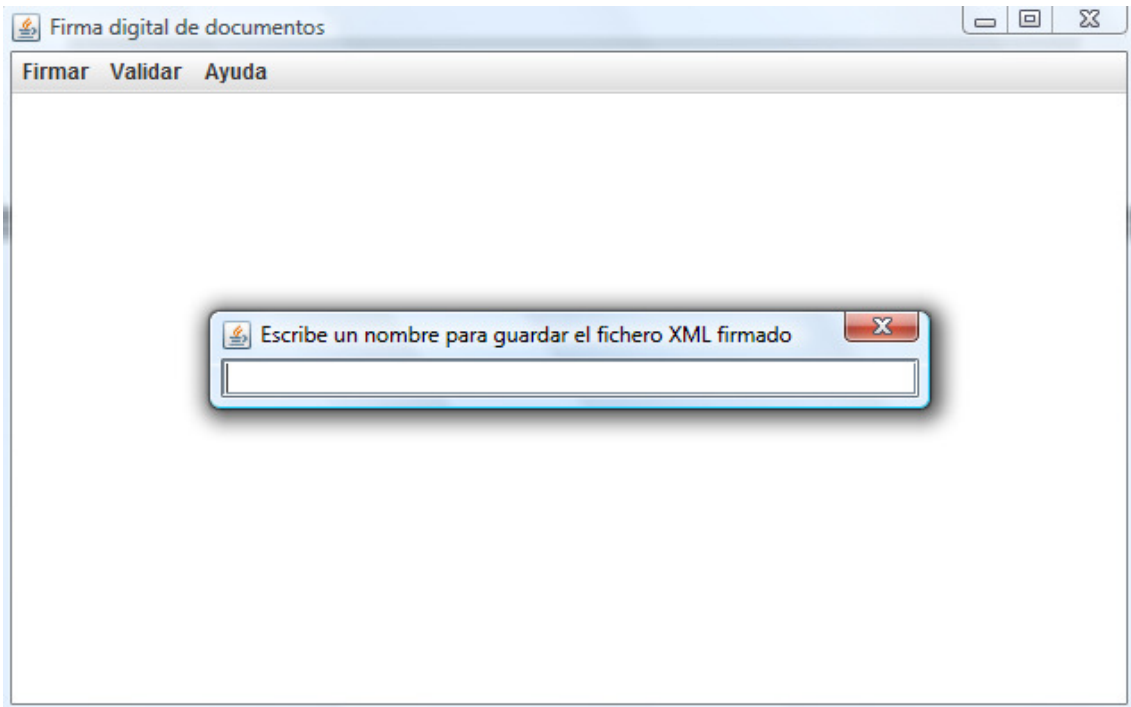 Firma digital de documentos
Firmar Validar Ayuda
Escribe un nombre para guardar el fichero XML firmado